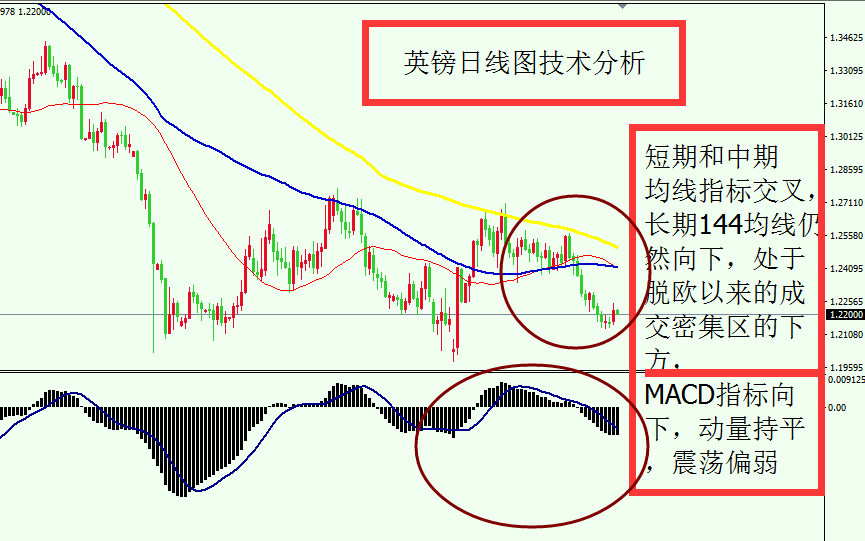 978 1.22000
英镑日线图技术分析
1.34625
1.33095
1.31610
1.30125
1.28595
1.27110
1.25580
1.24095
1.22565
1.22000
1.21080
1.19595
0.009125
0.00
短期和中期
均线指标交叉，
长期144均线仍
然向下，处于
脱欧以来的成
交密集区的下
方，
MACD指标向
下，动量持平
，震荡偏弱